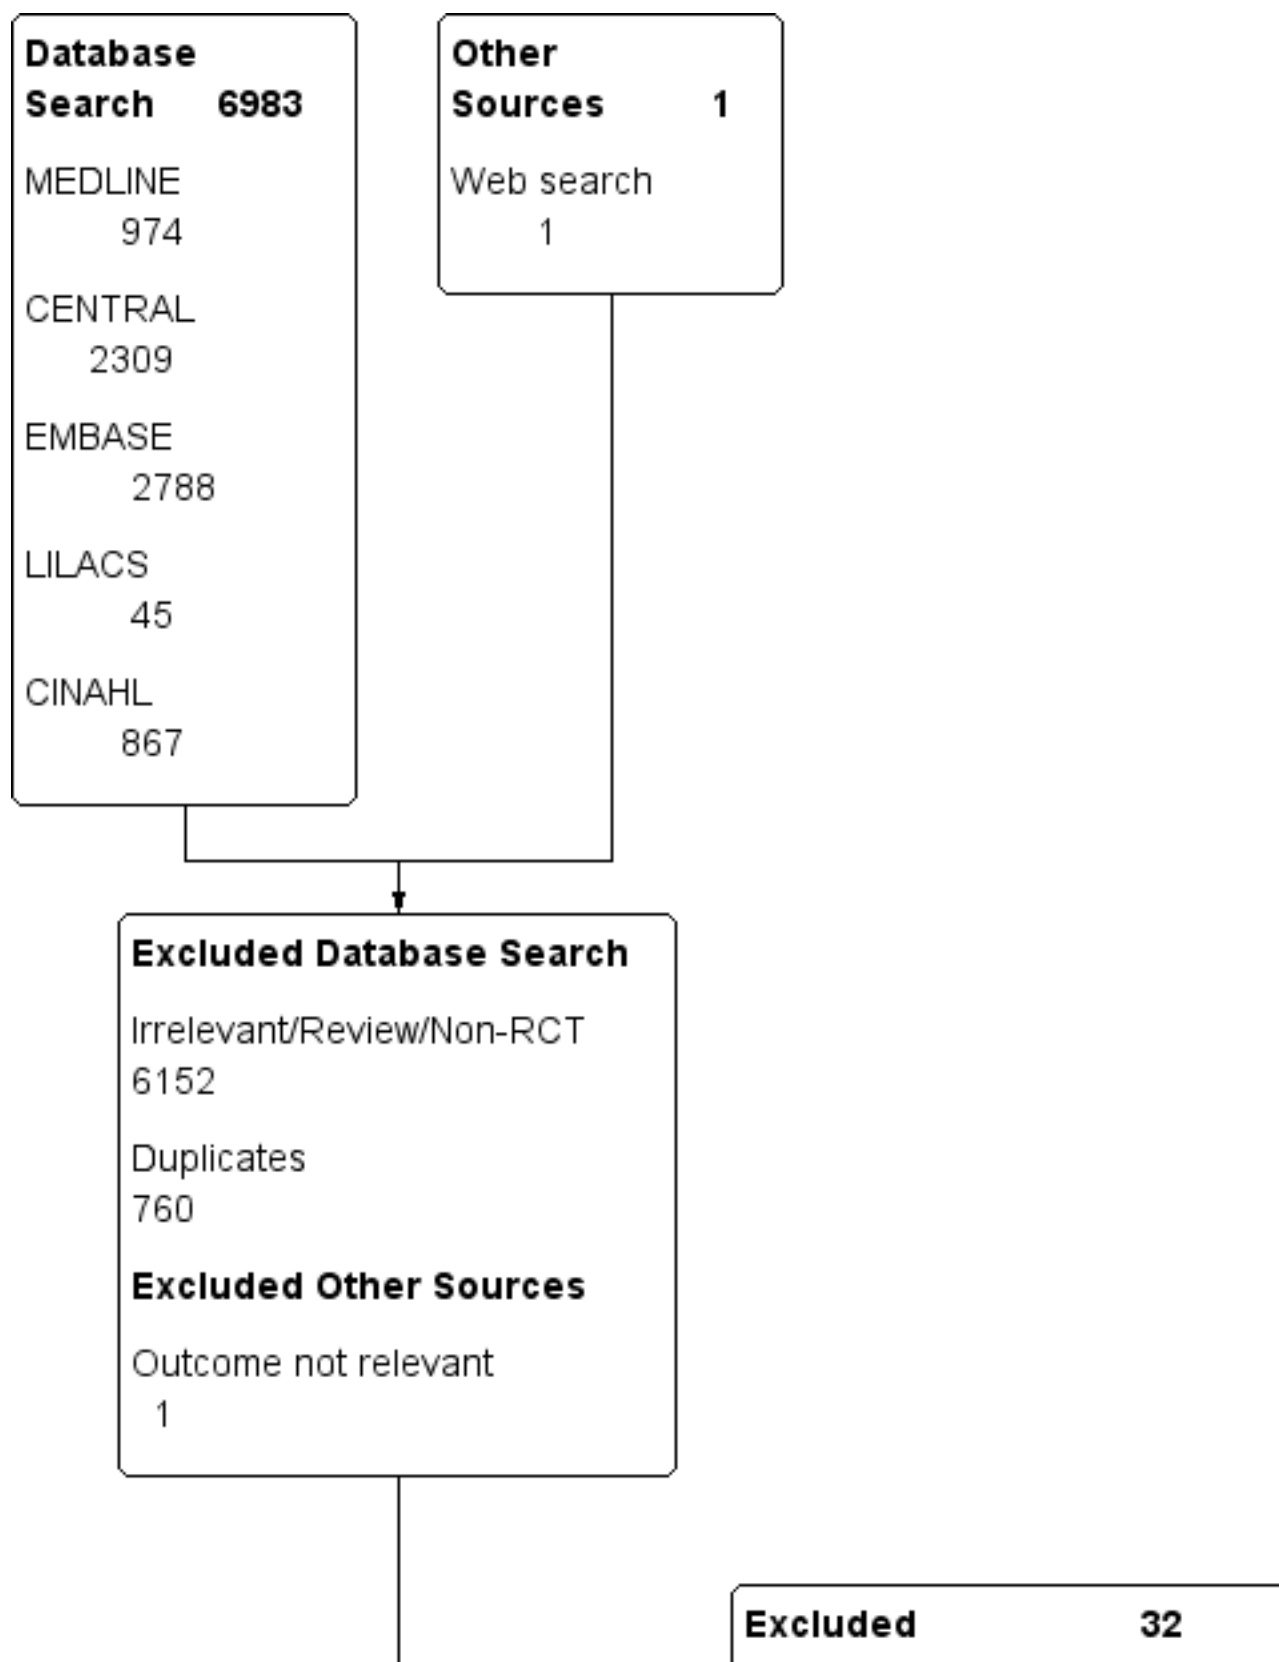 Database
Search 6983
MEDLINE
974
CENTRAL
2309
EMBASE
2788
LILACS
45
CINAHL
867
Other
Sources 1
Web search
1
Excluded Database Search
Irrelevant/Review/Non-RCT
6152
Duplicates
760
Excluded Other Sources
Outcome not relevant
1
Excluded 32